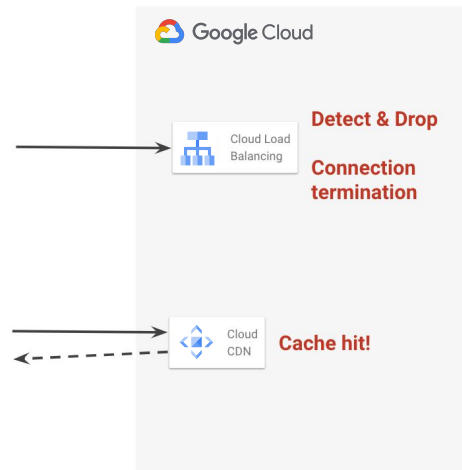 Google Cloud
Detect & Drop
Cloud Load
Balancing
Connection
termination
Cloud
CDN
Cache hit!